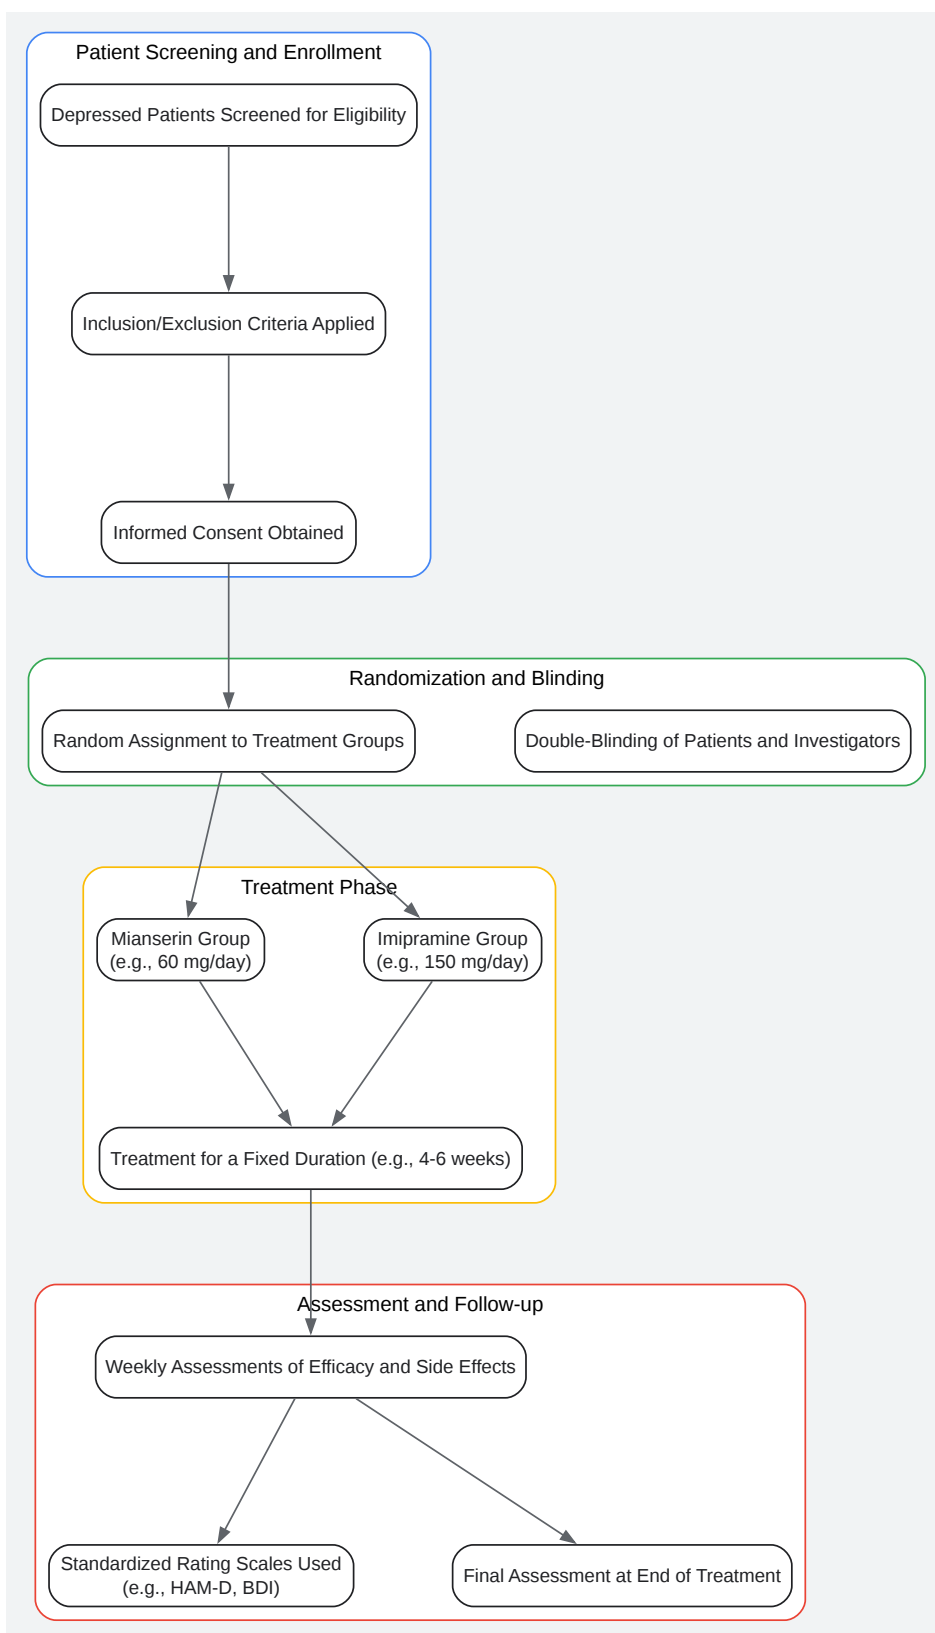 Patient Screening and Enrollment
Depressed Patients Screened for Eligibility
Inclusion/Exclusion Criteria Applied
Informed Consent Obtained
Randomization and Blinding
Random Assignment to Treatment Groups
Double-Blinding of Patients and Investigators
Treatment Phase
Mianserin Group
(e.g., 60 mg/day)
Imipramine Group
(e.g., 150 mg/day)
Treatment for a Fixed Duration (e.g., 4-6 weeks)
Assessment and Follow-up
Weekly Assessments of Efficacy and Side Effects
Standardized Rating Scales Used
(e.g., HAM-D, BDI)
Final Assessment at End of Treatment